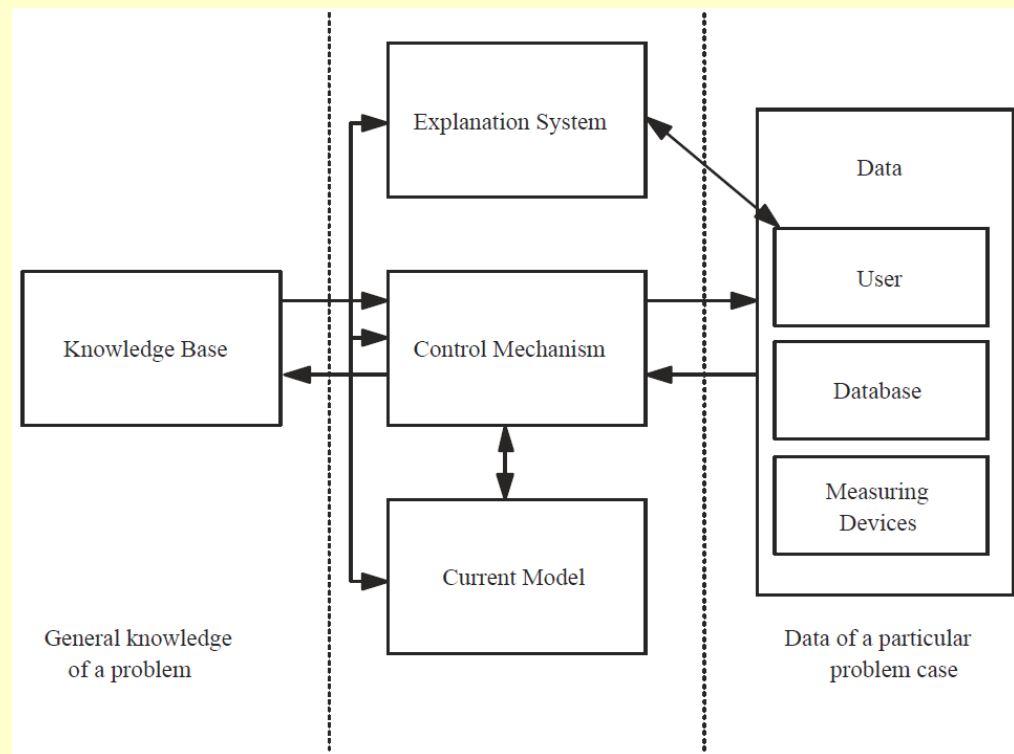 Explanation System
Data
User
Knowledge Base
Control Mechanism
Database
Measuring
Devices
Current Model
General knowledge
of a problem
Data of a particular
problem case